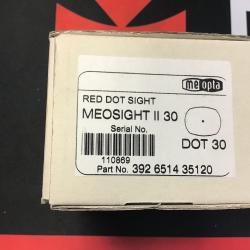 meopta
RED DOT SIGHT
MEOSIGHT II 30
Serial No.
DOT 30
110869
Part No. 392 6514 35120